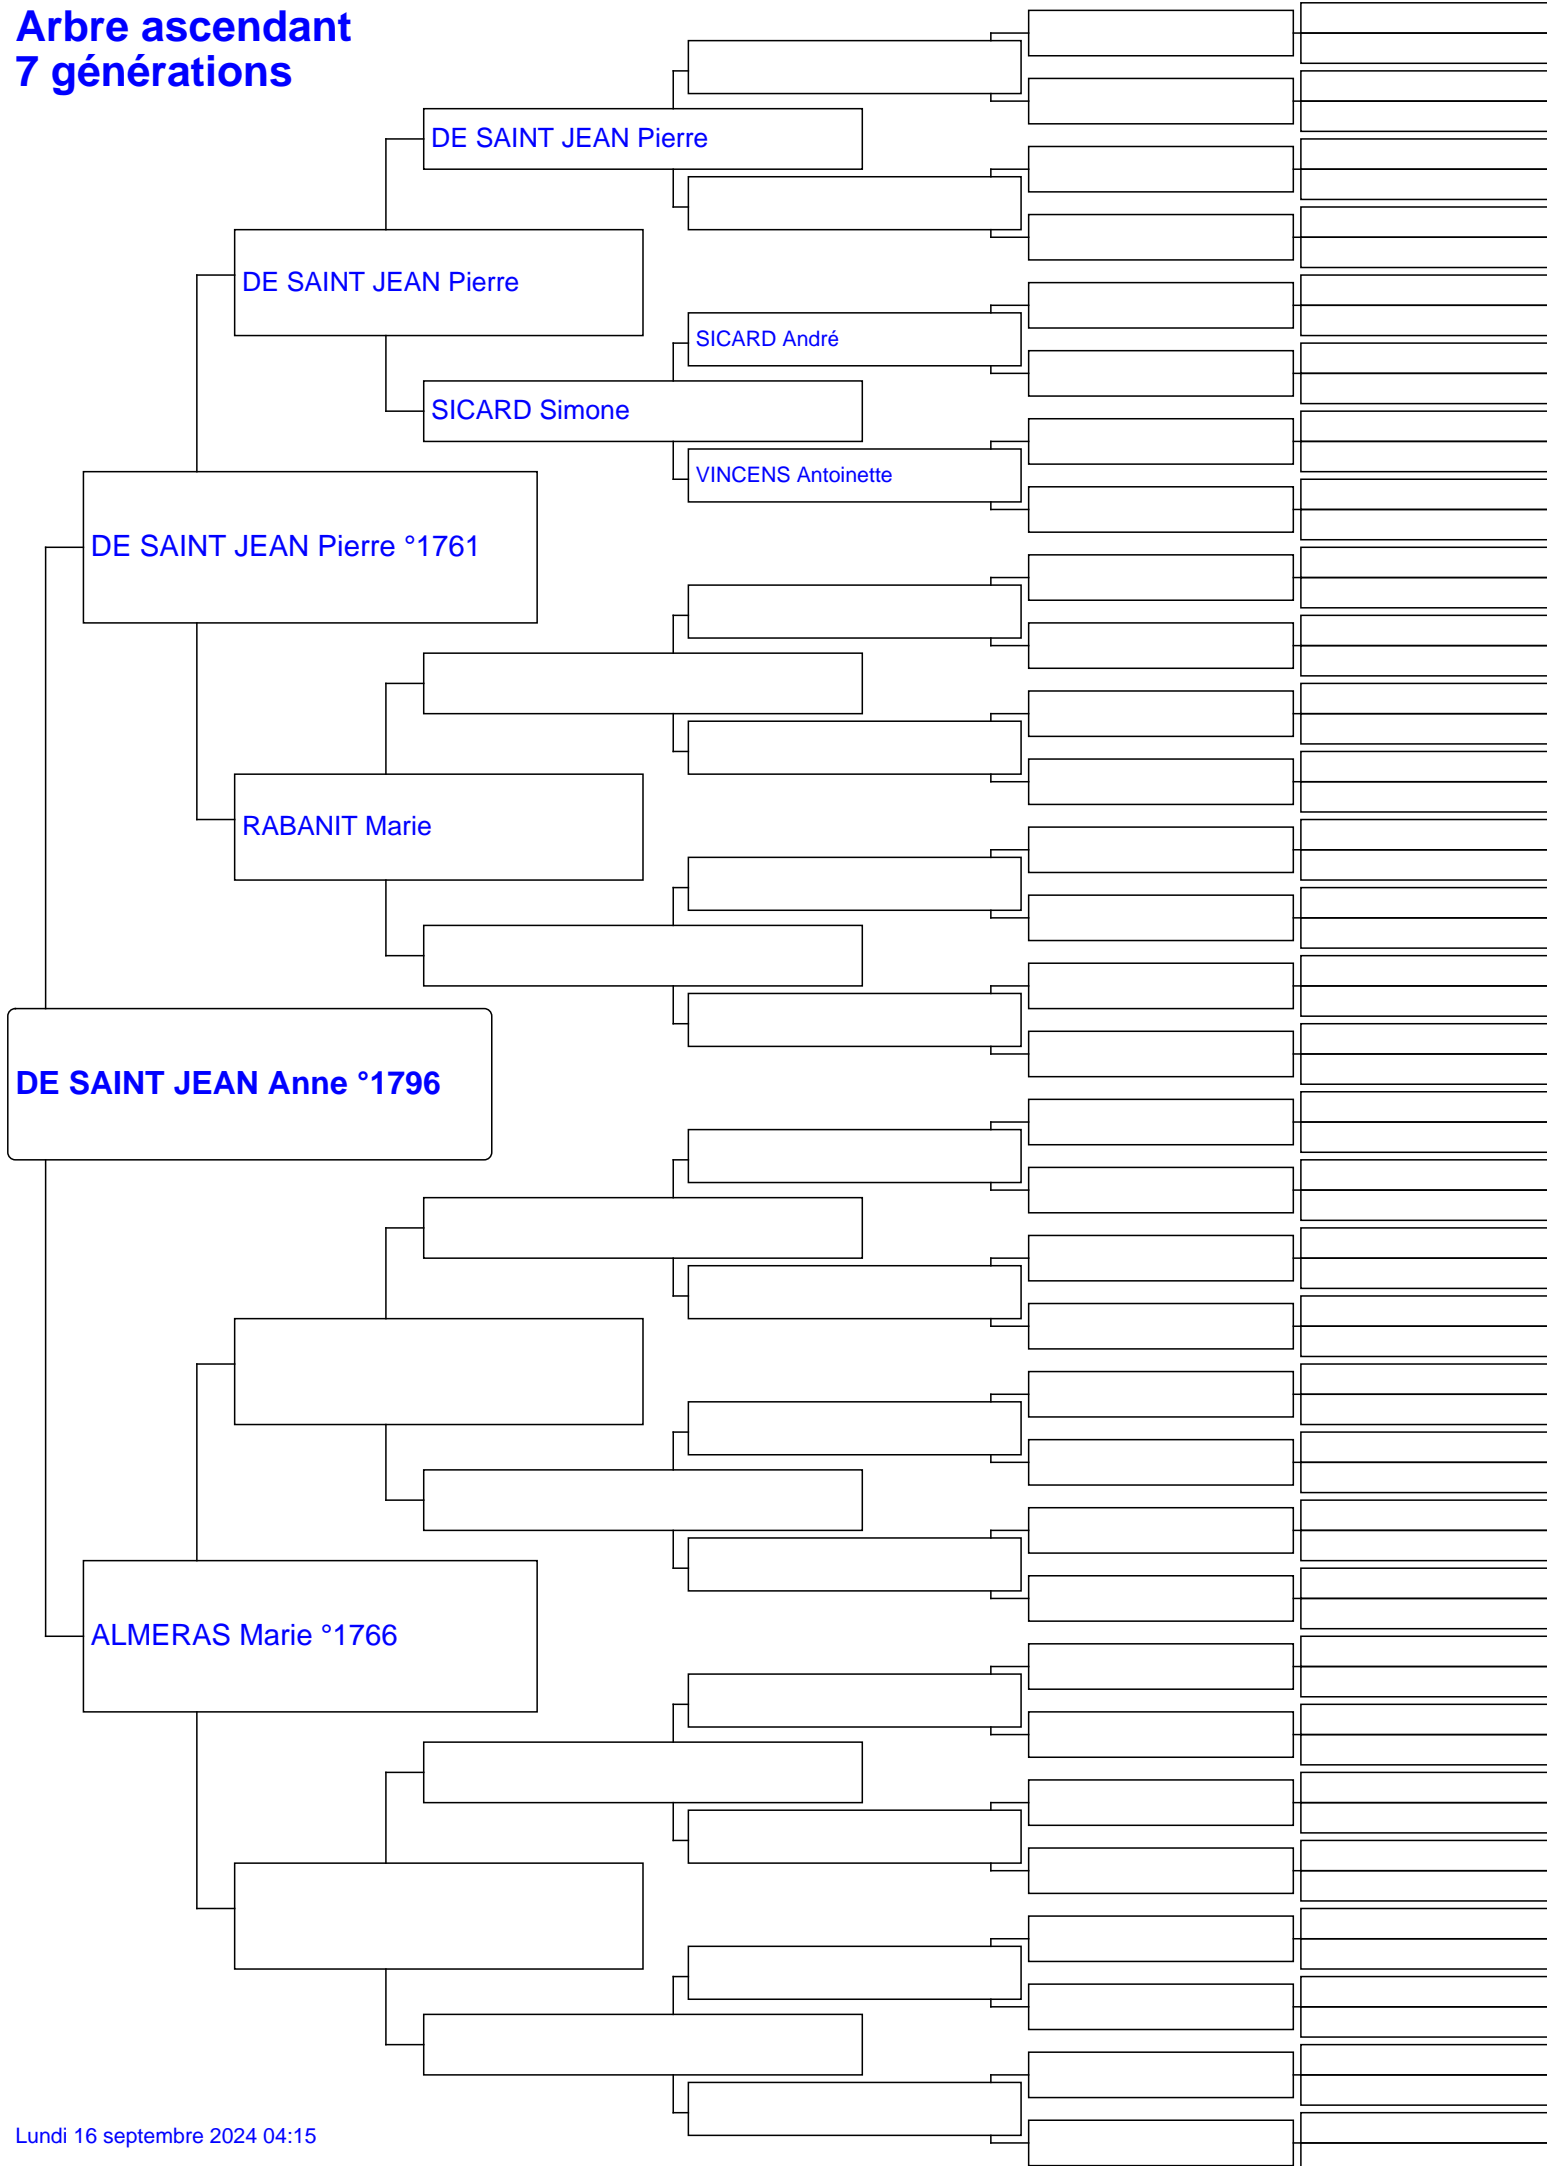 Arbre ascendant
7 générations
DE SAINT JEAN Pierre
DE SAINT JEAN Pierre
SICARD André
SICARD Simone
VINCENS Antoinette
DE SAINT JEAN Pierre °1761
RABANIT Marie
DE SAINT JEAN Anne °1796
ALMERAS Marie °1766
Lundi 16 septembre 2024 04:15